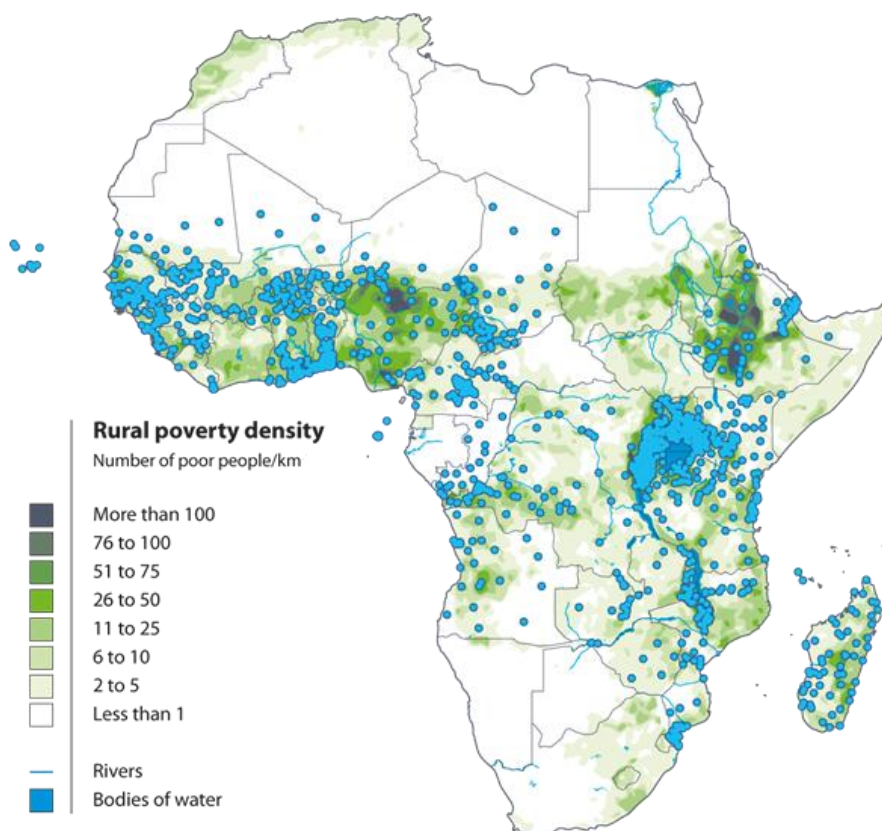 Rural poverty density
Number of poor people/km
More than 100
76 to 100
51 to 75
26 to 50
11 to 25
6 to 10
2 to 5
Less than 1
Rivers
Bodies of water